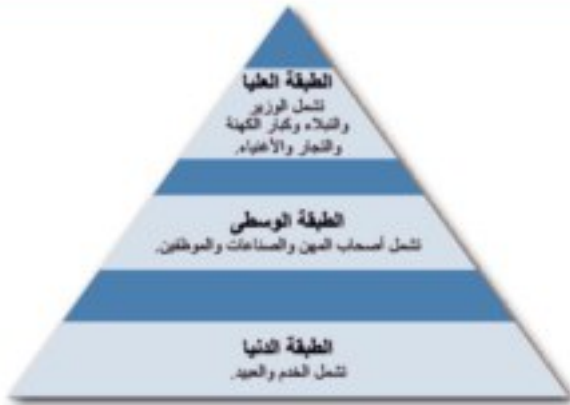 الطبقة العليا
تشمل الوزير
والنبلاء وكبار الكهنة
والتجار والأغنياء.
الطبقة الوسطى
تشمل أصحاب المهن والصناعات والموظفين.
الطبقة الدنيا
تشمل الخدم والعبيد.